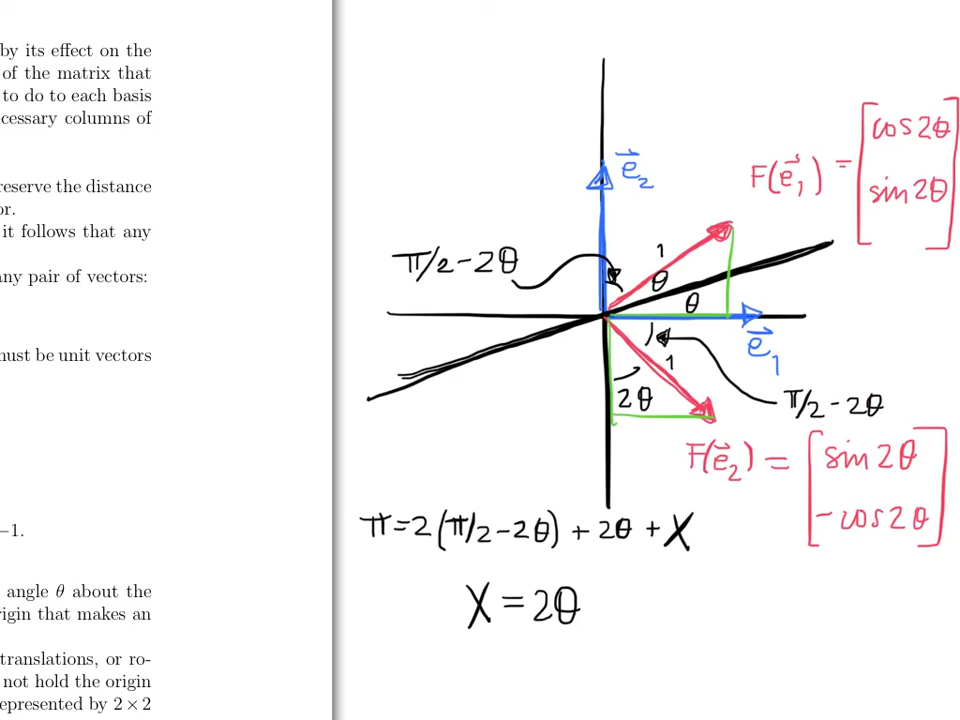 by its effect on the
of the matrix that
to do to each basis
cessary columns of
reserve the distance
or.
it follows that any
any pair of vectors:
must be unit vectors
−1.
angle θ about the
rigin that makes an
translations, or ro-
not hold the origin
epresented by 2 × 2
e⃗₂
F(e⃗₁) = [cos 2θ
sin 2θ]
π/2 − 2θ
1
θ
θ
e⃗₁
1
2θ
π/2 − 2θ
F(e⃗₂) = [sin 2θ
− cos 2θ]
π = 2(π/2 − 2θ) + 2θ + X
X = 2θ